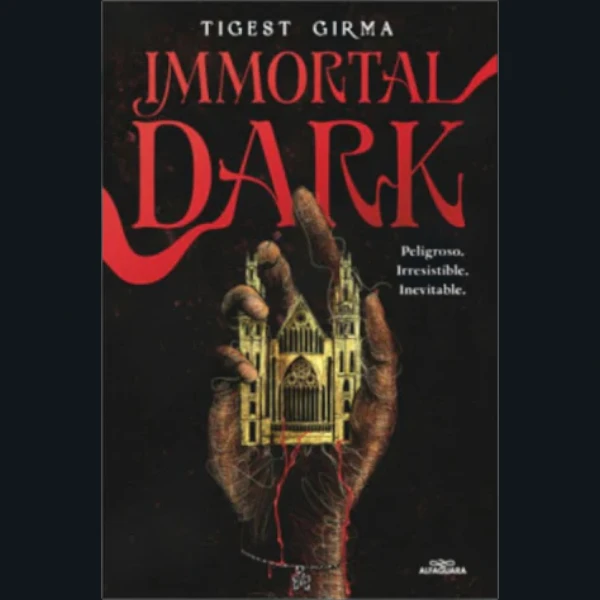 TIGEST GIRMA
IMMORTAL
DARK
Peligroso.
Irresistible.
Inevitable.
ALFAGUARA